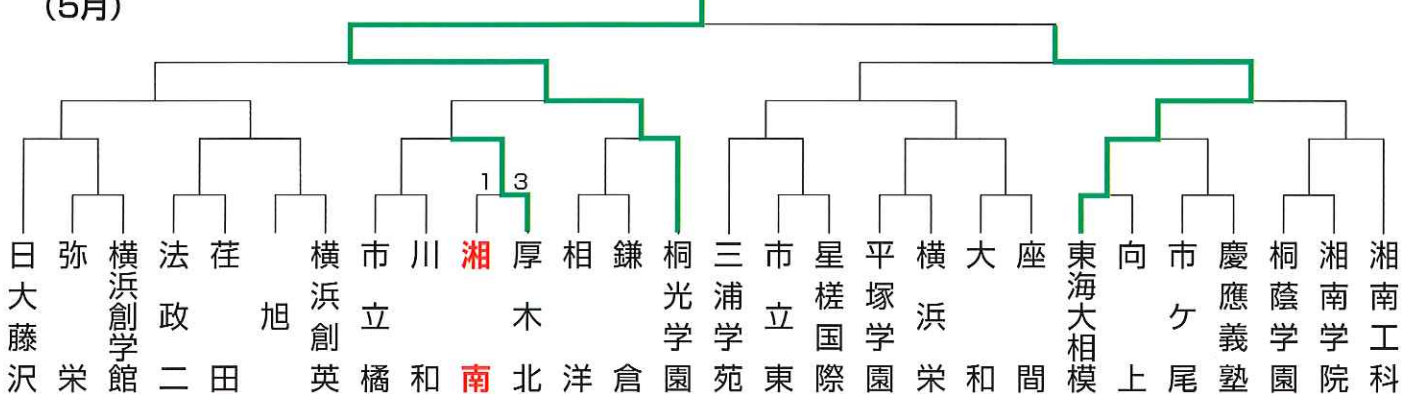 (5月)
1 3
日大藤沢
弥栄
横浜創学館
法政二
荏田
旭
横浜創英
市立橘
川和
湘南
厚木北
相洋
鎌倉
桐光学園
三浦学苑
市立東
星槎国際
平塚学園
横浜栄
大和
座間
東海大相模
向上
市ケ尾
慶應義塾
桐蔭学園
湘南学院
湘南工科